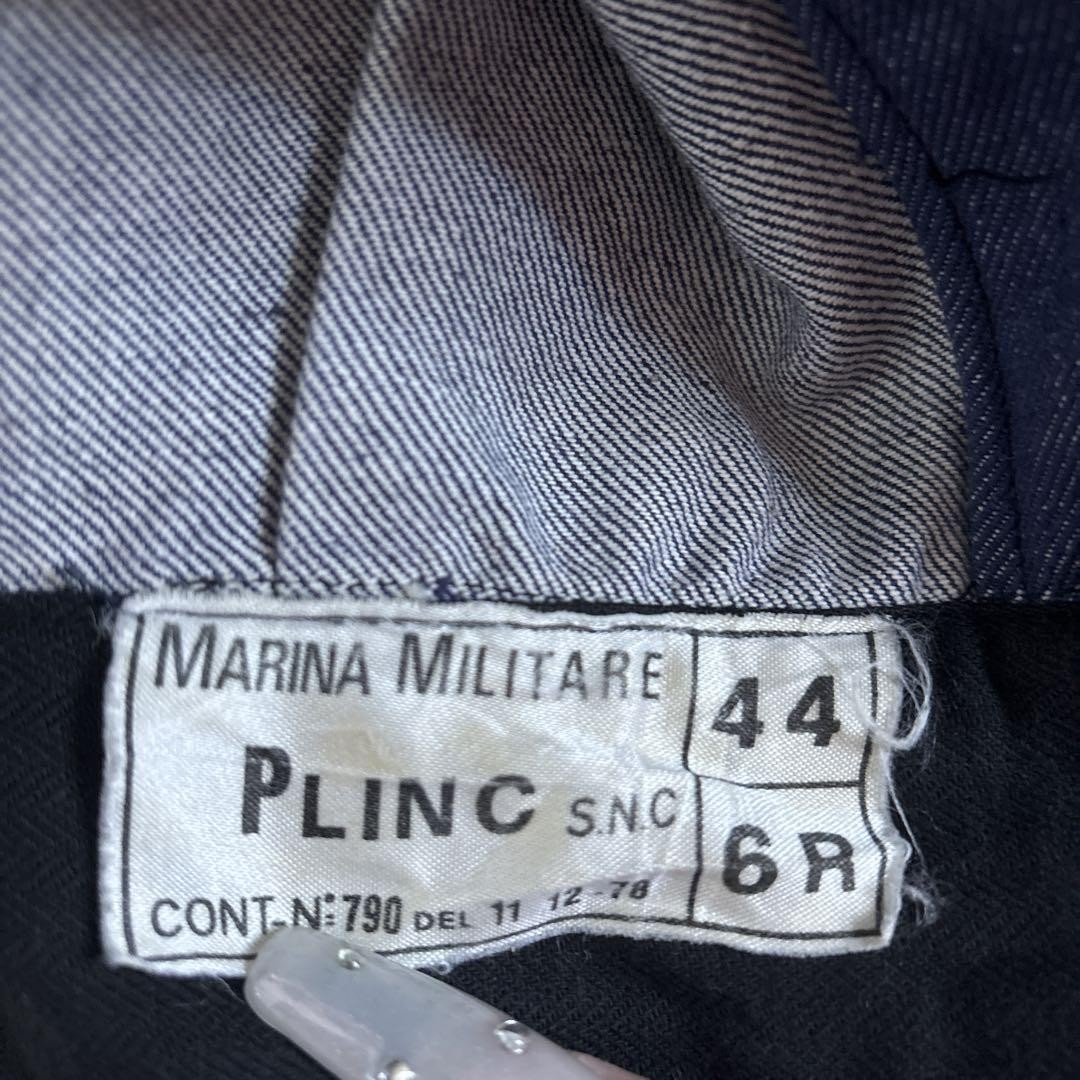 MARINA MILITARE
PLINC S.N.C
CONT-N:790 DEL 11 12-78
44
6R